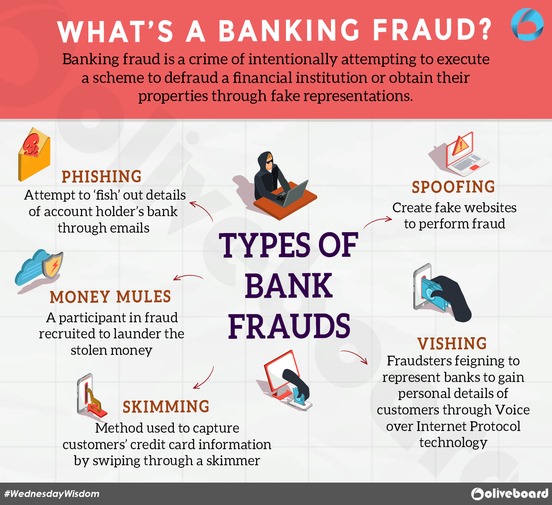 WHAT'S A BANKING FRAUD?
Banking fraud is a crime of intentionally attempting to execute
a scheme to defraud a financial institution or obtain their
properties through fake representations.
PHISHING
Attempt to 'fish' out details
of account holder's bank
through emails
SPOOFING
Create fake websites
to perform fraud
TYPES OF
BANK
FRAUDS
MONEY MULES
A participant in fraud
recruited to launder the
stolen money
VISHING
Fraudsters feigning to
represent banks to gain
personal details of
customers through Voice
over Internet Protocol
technology
SKIMMING
Method used to capture
customers' credit card information
by swiping through a skimmer
#WednesdayWisdom
oliveboard